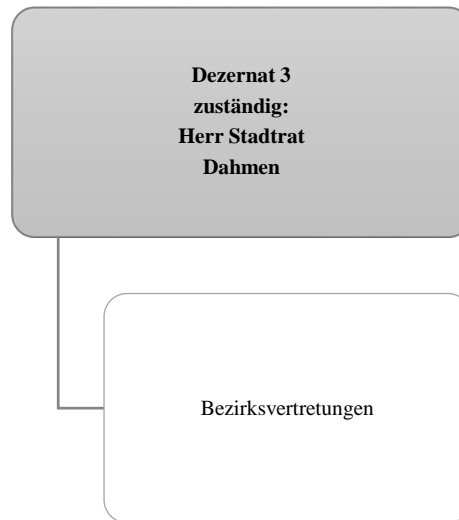 Dezernat 3
zuständig:
Herr Stadtrat
Dahmen
Bezirksvertretungen